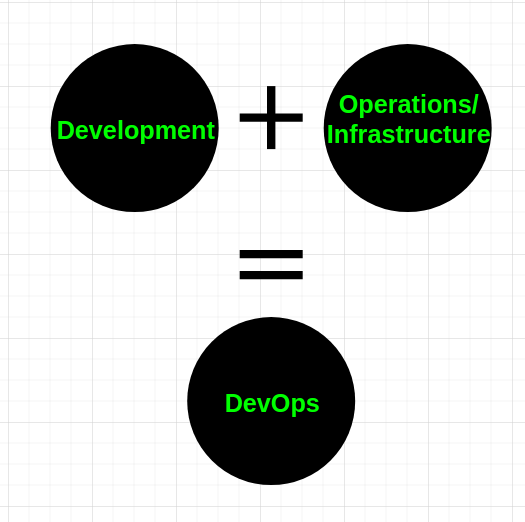 Development
+
Operations/
Infrastructure
=
DevOps